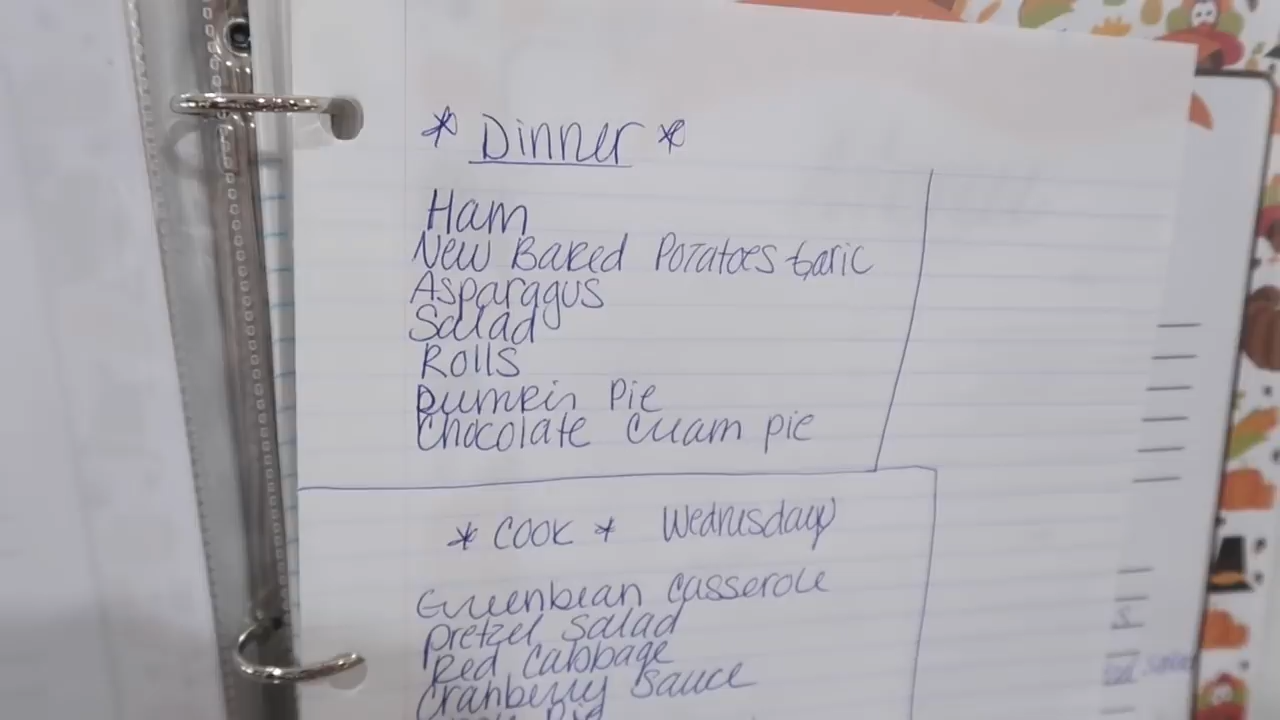 * Dinner *
Ham
New Baked Potatoes garic
Asparagus
Salad
Rolls
Pumpkin Pie
Chocolate Cream pie
* COOK * Wednesday
Greenbean Casserole
pretzel Salad
Red Cabbage
Cranberry Sauce